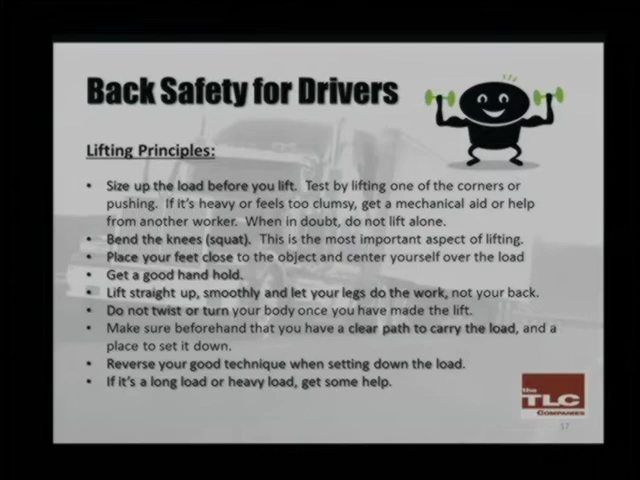 Back Safety for Drivers
Lifting Principles:
• Size up the load before you lift. Test by lifting one of the corners or
pushing. If it's heavy or feels too clumsy, get a mechanical aid or help
from another worker. When in doubt, do not lift alone.
• Bend the knees (squat). This is the most important aspect of lifting.
• Place your feet close to the object and center yourself over the load
• Get a good hand hold.
• Lift straight up, smoothly and let your legs do the work, not your back.
• Do not twist or turn your body once you have made the lift.
• Make sure beforehand that you have a clear path to carry the load, and a
place to set it down.
• Reverse your good technique when setting down the load.
• If it's a long load or heavy load, get some help.
the
TLC
COMPANIES
17